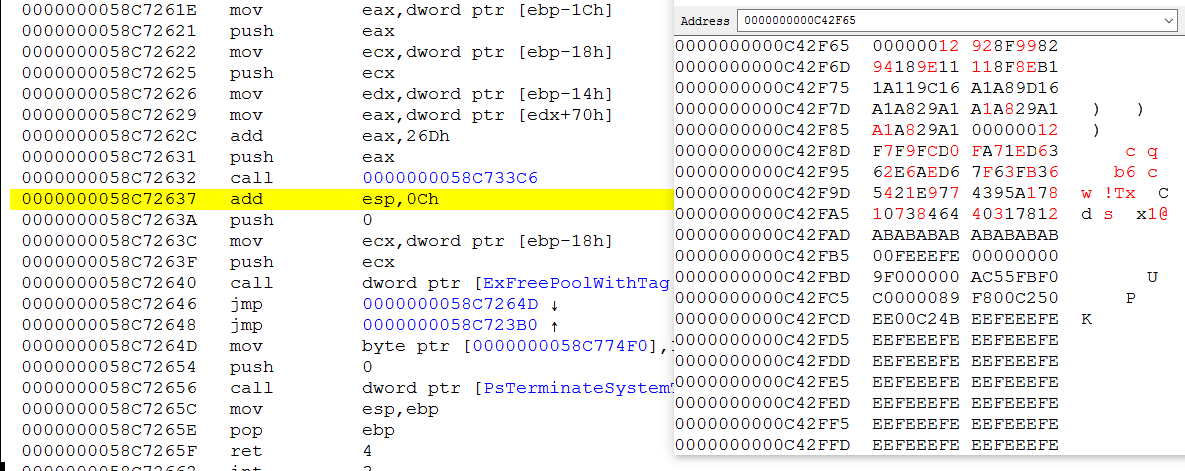 0000000058C7261E mov eax,dword ptr [ebp-1Ch]
0000000058C72621 push eax
0000000058C72622 mov ecx,dword ptr [ebp-18h]
0000000058C72625 push ecx
0000000058C72626 mov edx,dword ptr [ebp-14h]
0000000058C72629 mov eax,dword ptr [edx+70h]
0000000058C7262C add eax,26Dh
0000000058C72631 push eax
0000000058C72632 call 0000000058C733C6
0000000058C72637 add esp,0Ch
0000000058C7263A push 0
0000000058C7263C mov ecx,dword ptr [ebp-18h]
0000000058C7263F push ecx
0000000058C72640 call dword ptr [ExFreePoolWithTag
0000000058C72646 jmp 0000000058C7264D ↓
0000000058C72648 jmp 0000000058C723B0 ↑
0000000058C7264D mov byte ptr [0000000058C774F0],
0000000058C72654 push 0
0000000058C72656 call dword ptr [PsTerminateSystem
0000000058C7265C mov esp,ebp
0000000058C7265E pop ebp
0000000058C7265F ret 4
Address 0000000000C42F65
0000000000C42F65 00000012 928F9982
0000000000C42F6D 94189E11 118F8EB1
0000000000C42F75 1A119C16 A1A89D16
0000000000C42F7D A1A829A1 A1A829A1 ) )
0000000000C42F85 A1A829A1 00000012 )
0000000000C42F8D F7F9FCD0 FA71ED63 c q
0000000000C42F95 62E6AED6 7F63FB36 b6 c
0000000000C42F9D 5421E977 4395A178 w !Tx C
0000000000C42FA5 10738464 40317812 d s x1@
0000000000C42FAD ABABABAB ABABABAB
0000000000C42FB5 00FEEEFE 00000000
0000000000C42FBD 9F000000 AC55FBF0 U
0000000000C42FC5 C0000089 F800C250 P
0000000000C42FCD EE00C24B EEFEEEFE K
0000000000C42FD5 EEFEEEFE EEFEEEFE
0000000000C42FDD EEFEEEFE EEFEEEFE
0000000000C42FE5 EEFEEEFE EEFEEEFE
0000000000C42FED EEFEEEFE EEFEEEFE
0000000000C42FF5 EEFEEEFE EEFEEEFE
0000000000C42FFD EEFEEEFE EEFEEEFE